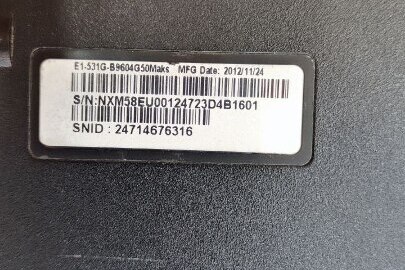 E1-531G-B9604G50Maks MFG Date: 2012/11/24
S/N:NXM58EU00124723D4B1601
SNID : 24714676316